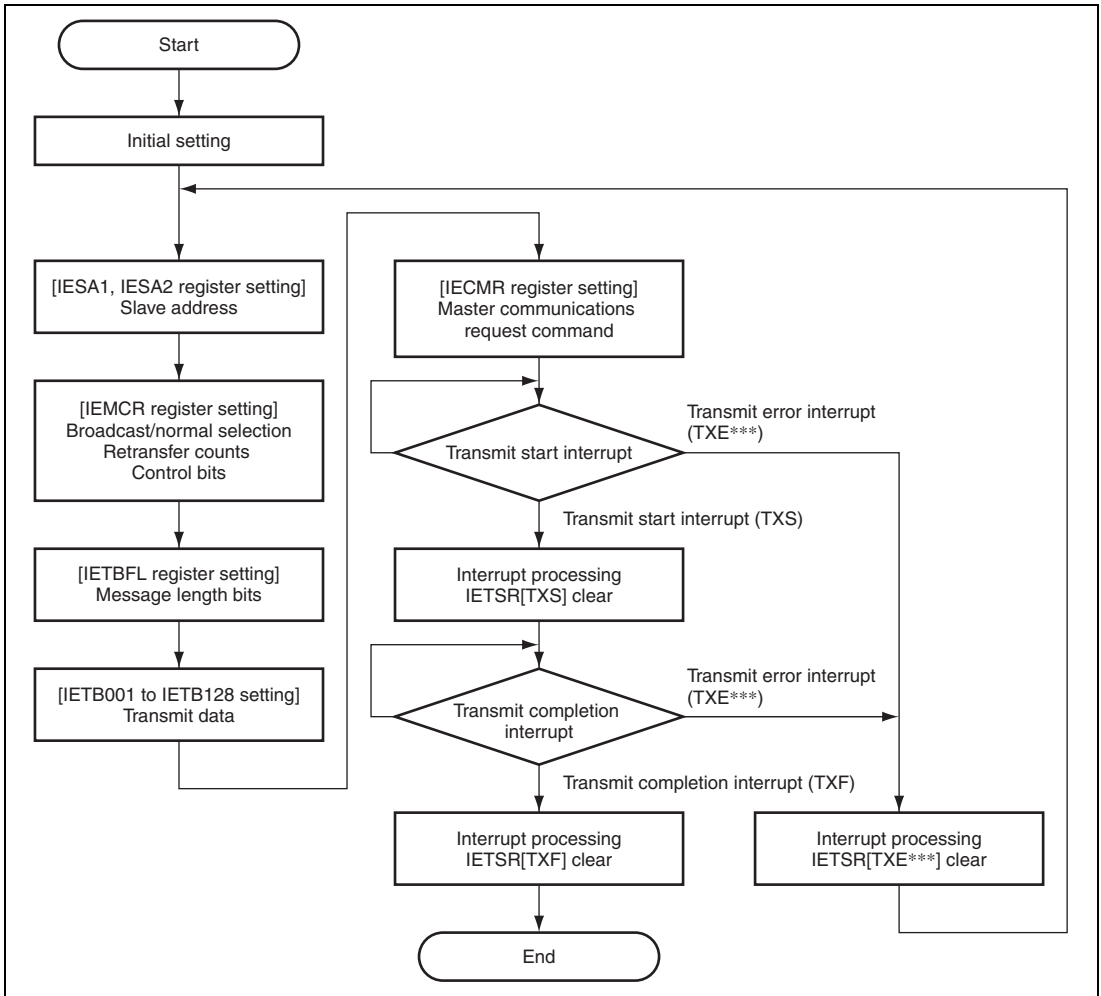 Start
Initial setting
[IESA1, IESA2 register setting]
Slave address
[IEMCR register setting]
Broadcast/normal selection
Retransfer counts
Control bits
[IETBFL register setting]
Message length bits
[IETB001 to IETB128 setting]
Transmit data
[IECMR register setting]
Master communications
request command
Transmit start interrupt
Transmit error interrupt
(TXE***)
Transmit start interrupt (TXS)
Interrupt processing
IETSR[TXS] clear
Transmit completion
interrupt
Transmit error interrupt
(TXE***)
Transmit completion interrupt (TXF)
Interrupt processing
IETSR[TXF] clear
Interrupt processing
IETSR[TXE***] clear
End